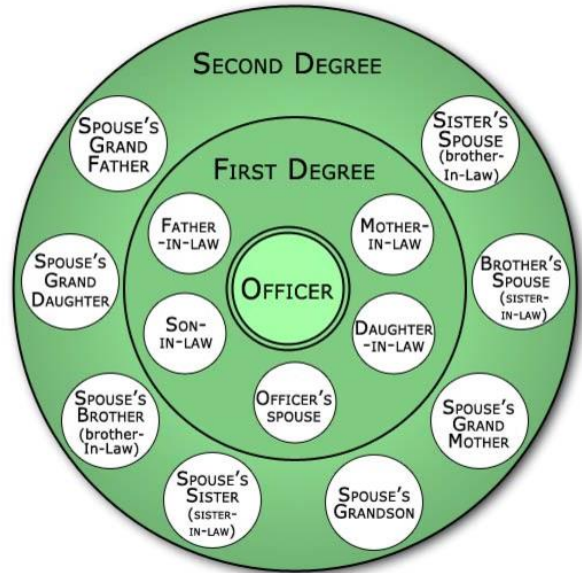 SECOND DEGREE
SPOUSE'S
GRAND
FATHER
SISTER'S
SPOUSE
(brother-
In-Law)
FIRST DEGREE
FATHER
-IN-LAW
MOTHER-
IN-LAW
SPOUSE'S
GRAND
DAUGHTER
OFFICER
BROTHER'S
SPOUSE
(SISTER-
IN-LAW)
SON-
IN-LAW
DAUGHTER
-IN-LAW
SPOUSE'S
BROTHER
(brother-
In-Law)
OFFICER'S
SPOUSE
SPOUSE'S
GRAND
MOTHER
SPOUSE'S
SISTER
(SISTER-
IN-LAW)
SPOUSE'S
GRANDSON